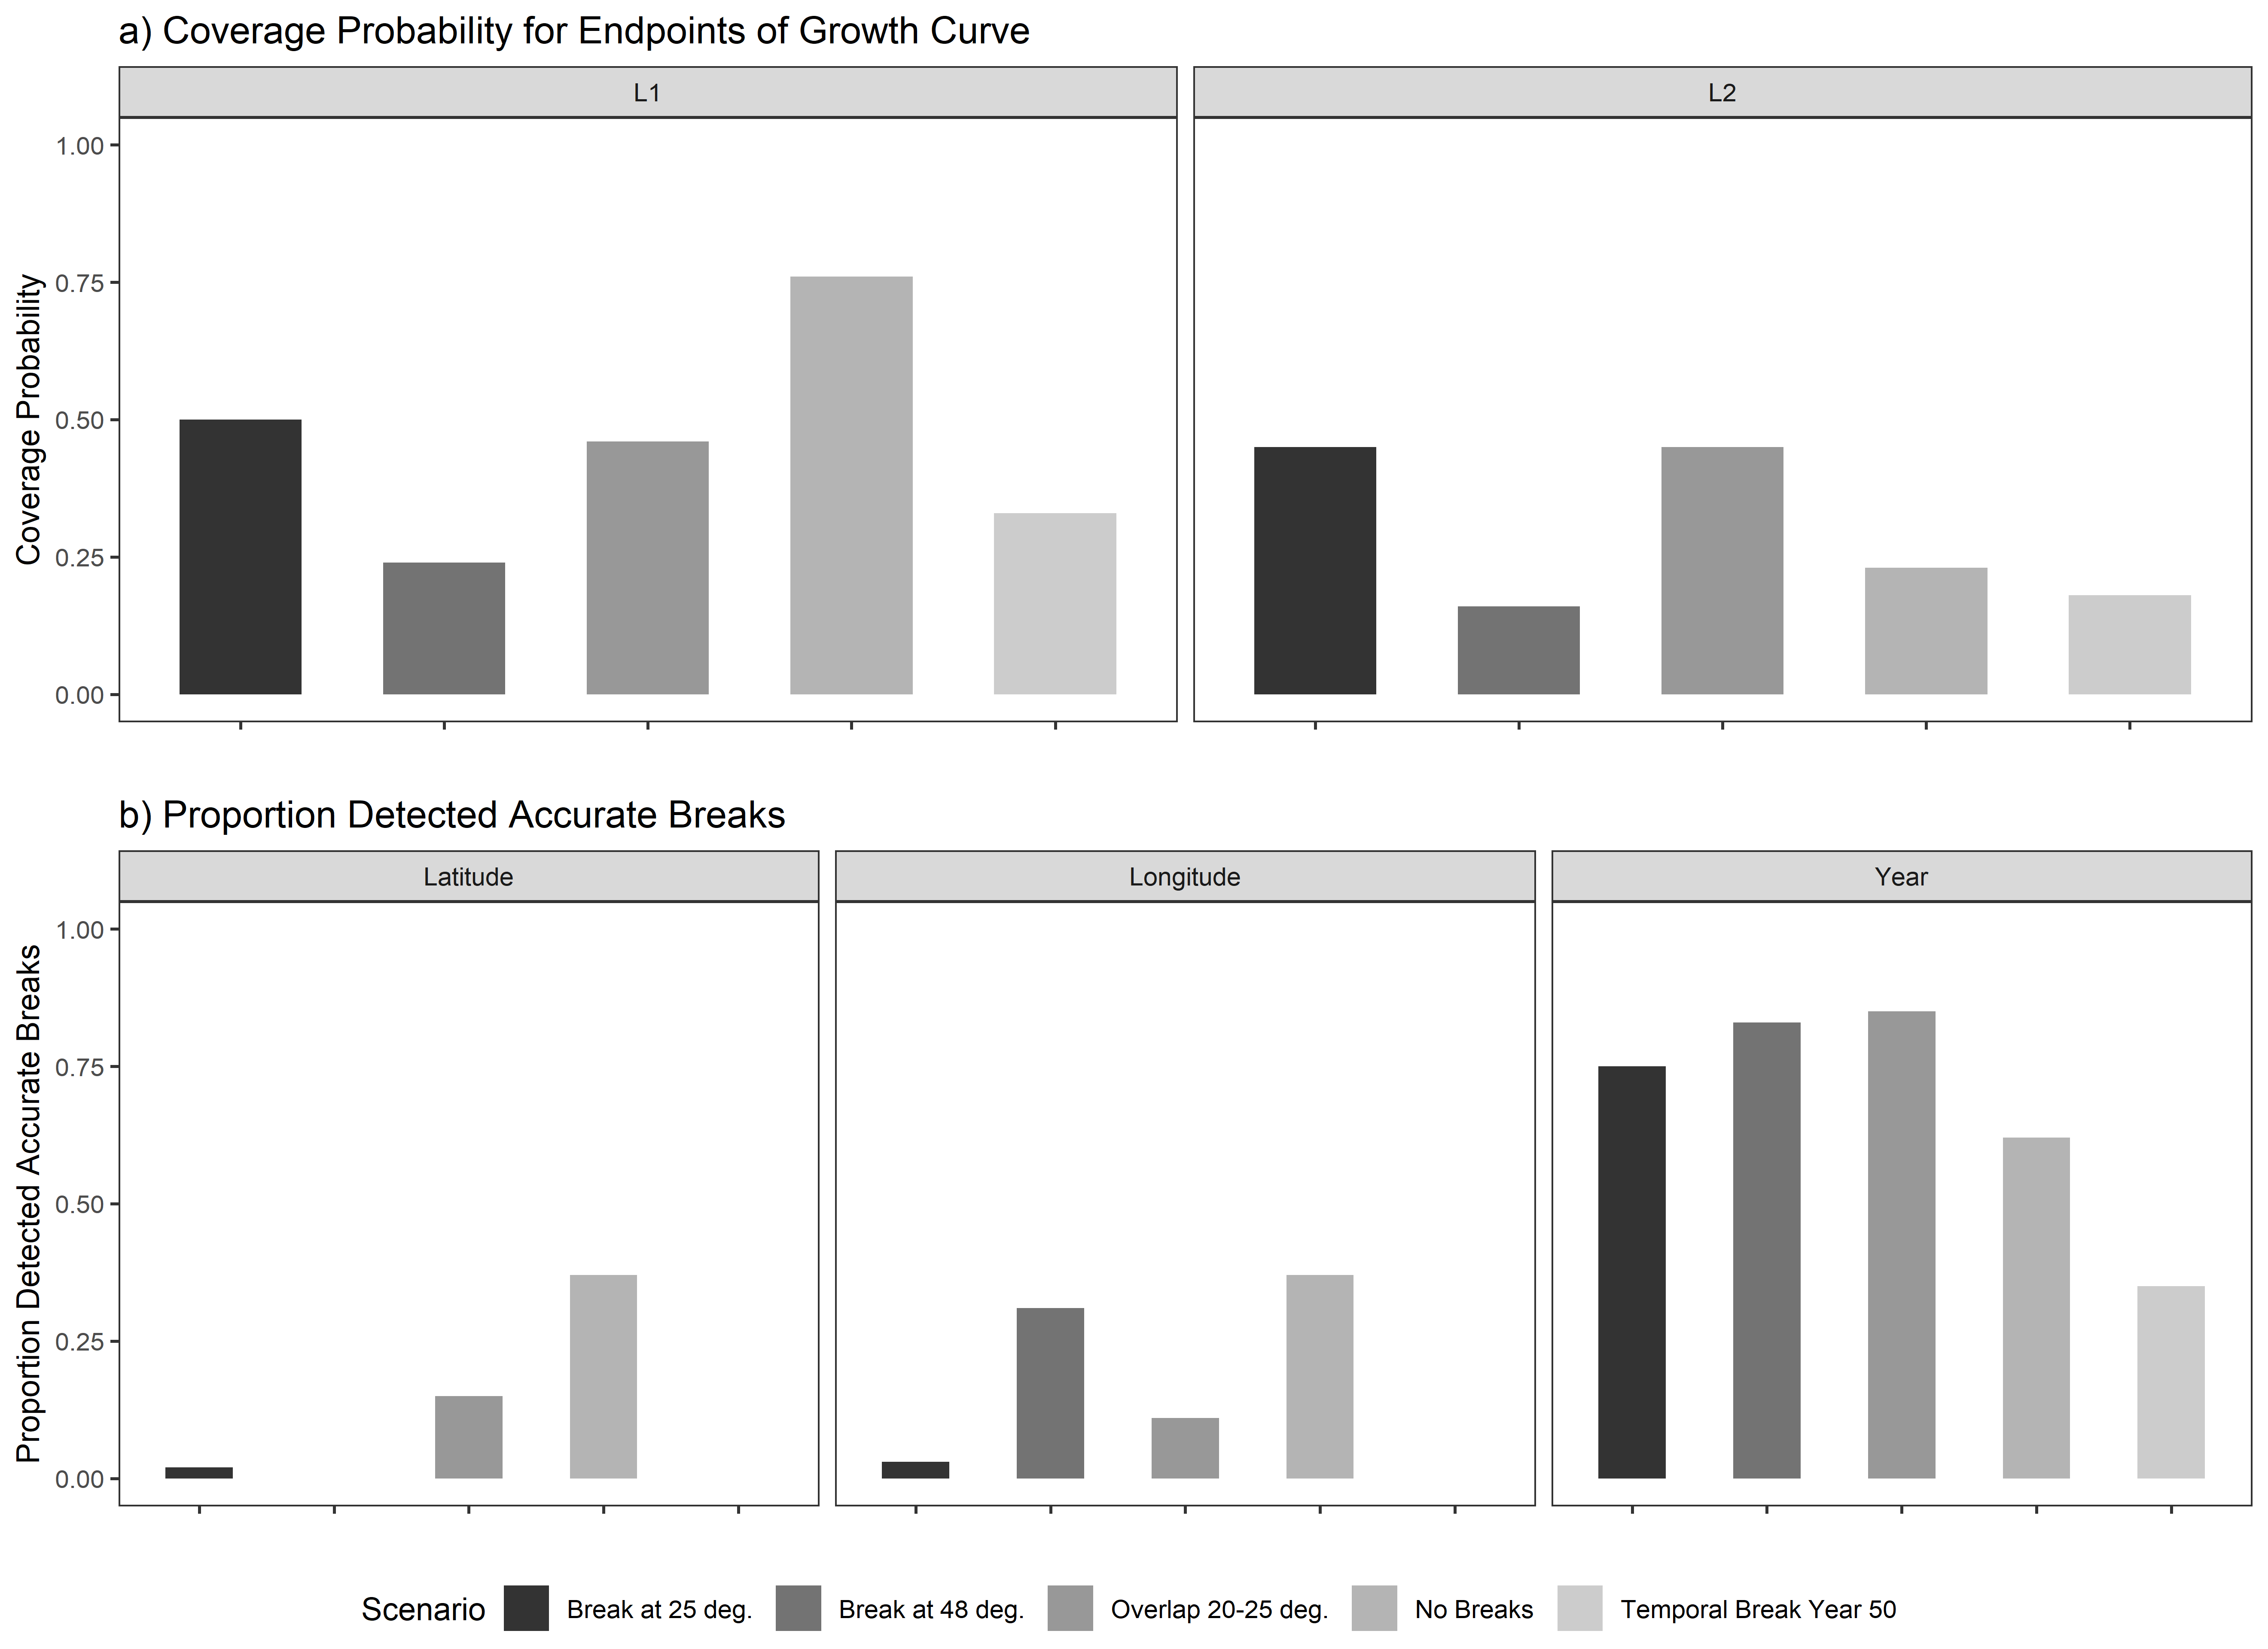 a) Coverage Probability for Endpoints of Growth Curve
L1
L2
Coverage Probability
1.00
0.75
0.50
0.25
0.00
b) Proportion Detected Accurate Breaks
Latitude
Longitude
Year
Proportion Detected Accurate Breaks
1.00
0.75
0.50
0.25
0.00
Scenario Break at 25 deg. Break at 48 deg. Overlap 20-25 deg. No Breaks Temporal Break Year 50